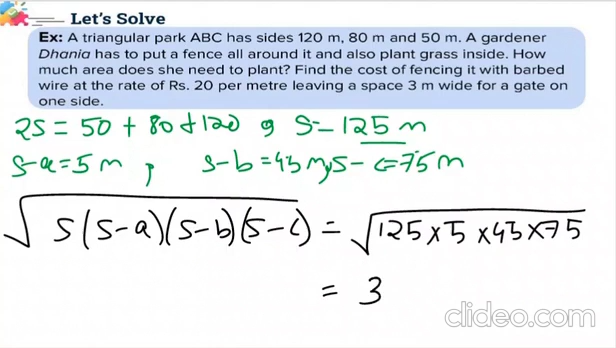 Let's Solve
Ex: A triangular park ABC has sides 120 m, 80 m and 50 m. A gardener
Dhania has to put a fence all around it and also plant grass inside. How
much area does she need to plant? Find the cost of fencing it with barbed
wire at the rate of Rs. 20 per metre leaving a space 3 m wide for a gate on
one side.
2S = 50 + 80 + 120 , S = 125 m
S-a = 5 m , S-b = 45 m, S-c = 75 m
√S(S-a)(S-b)(S-c) = √125 × 5 × 45 × 75
= 3
Recorded with
clideo.com